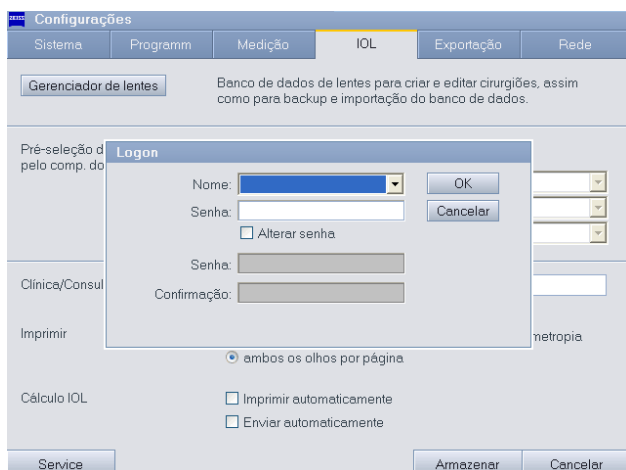 ZEISS Configurações
Sistema Programm Medição IOL Exportação Rede
Gerenciador de lentes
Banco de dados de lentes para criar e editar cirurgiões, assim
como para backup e importação do banco de dados.
Pré-seleção d
pelo comp. do
Logon
Nome:
OK
Senha:
Cancelar
Alterar senha
Senha:
Confirmação:
Clínica/Consul
Imprimir
metropia
ambos os olhos por página
Cálculo IOL
Imprimir automaticamente
Enviar automaticamente
Service Armazenar Cancelar